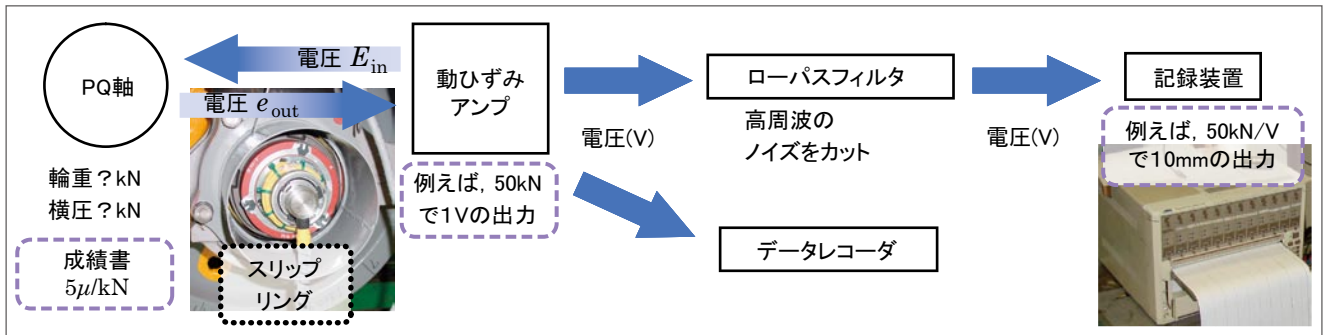 PQ軸
電圧 E_in
電圧 e_out
輪重？kN
横圧？kN
成績書
5μ/kN
スリップ
リング
動ひずみ
アンプ
例えば, 50kN
で1Vの出力
電圧(V)
ローパスフィルタ
高周波の
ノイズをカット
データレコーダ
電圧(V)
記録装置
例えば, 50kN/V
で10mmの出力